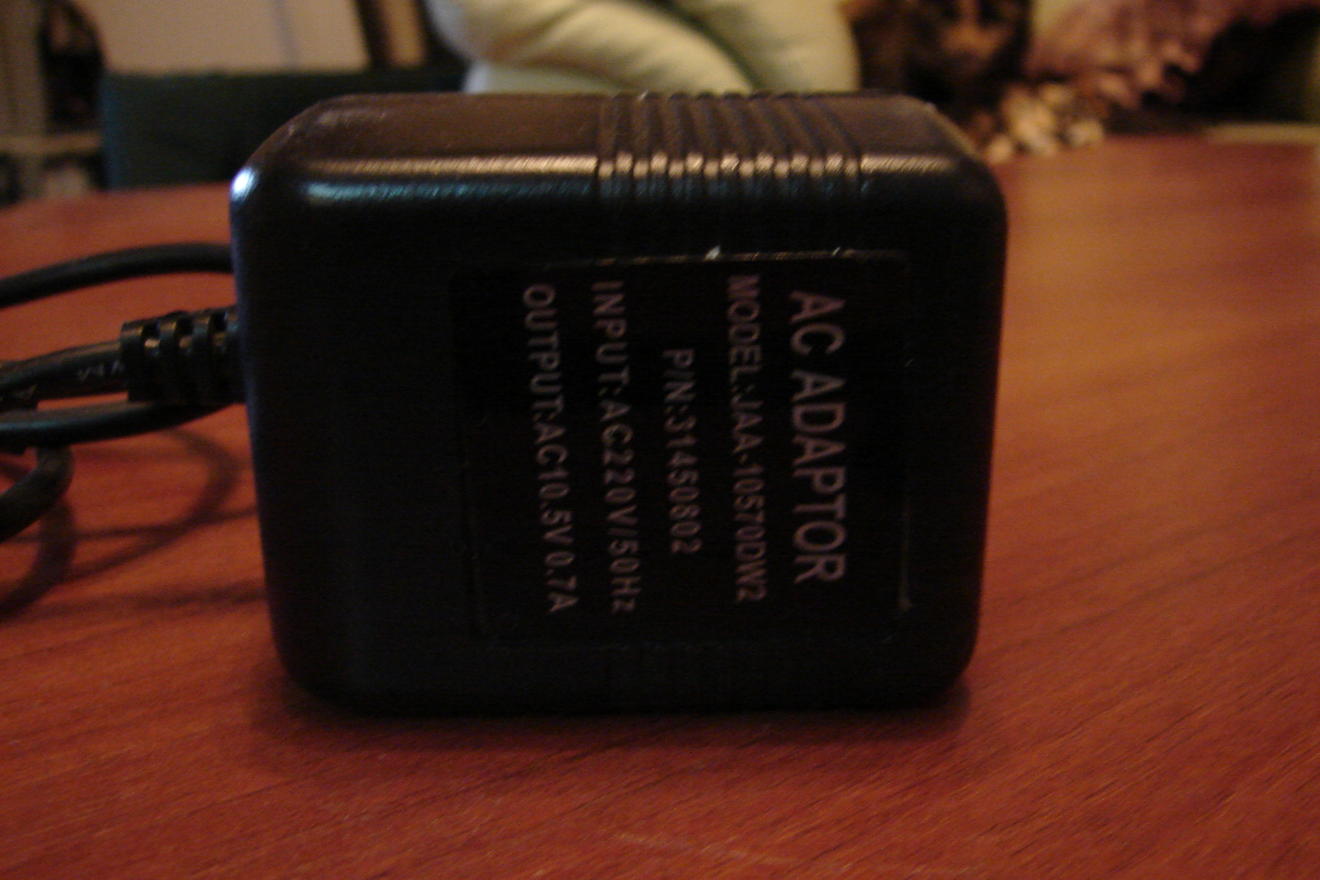 AC ADAPTOR
MODEL:JAA-10570DW2
P/N:31450802
INPUT:AC220V/50Hz
OUTPUT:AC10.5V 0.7A